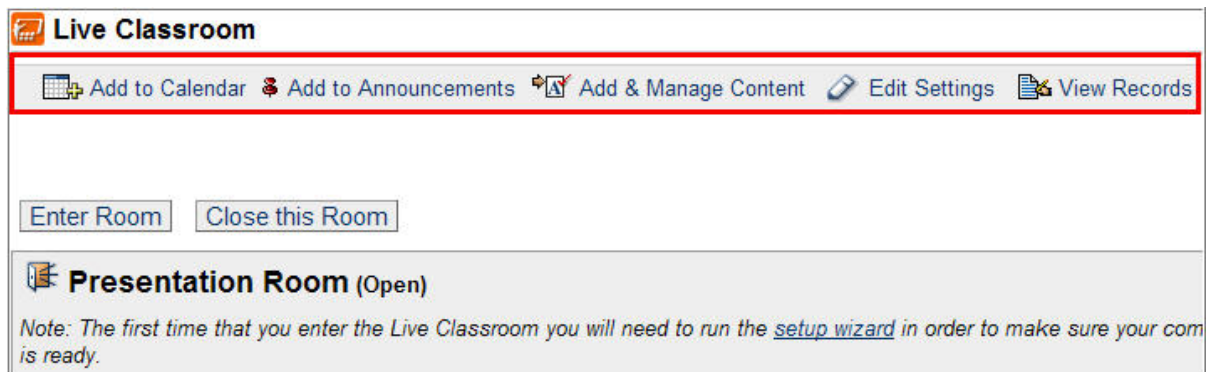 Live Classroom
Add to Calendar Add to Announcements Add & Manage Content Edit Settings View Records
Enter Room Close this Room
Presentation Room (Open)
Note: The first time that you enter the Live Classroom you will need to run the setup wizard in order to make sure your com
is ready.